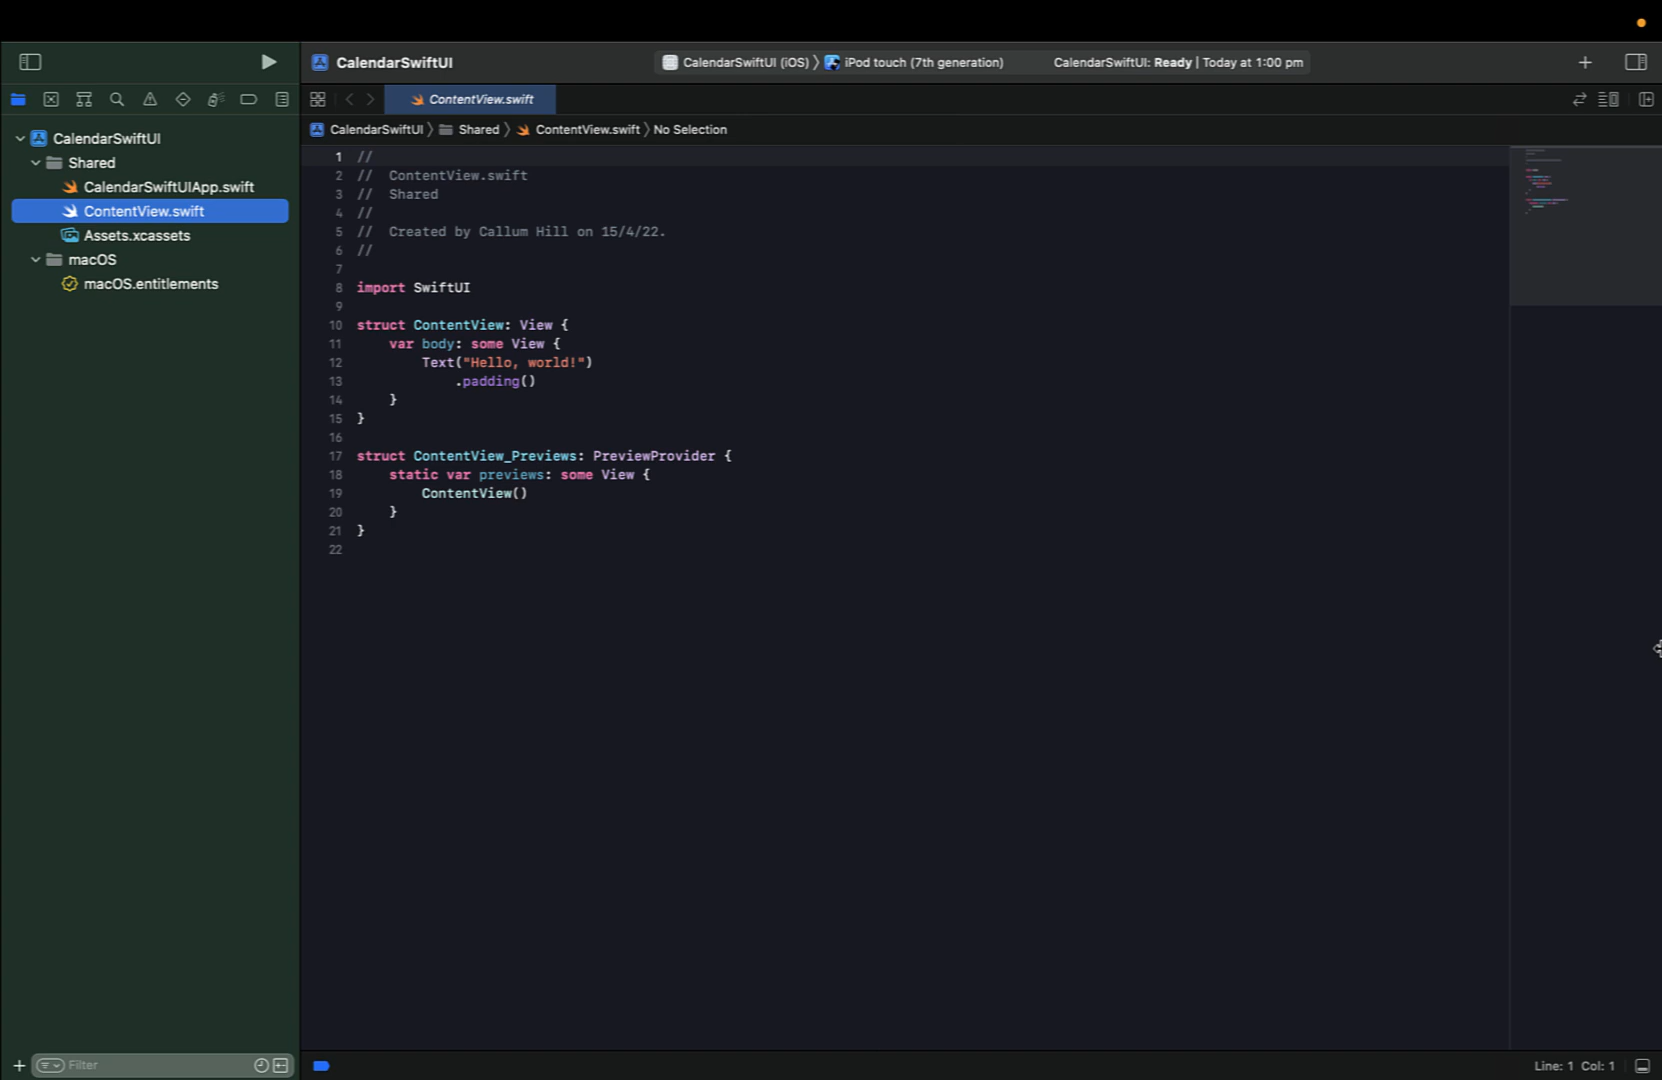 CalendarSwiftUI
CalendarSwiftUI (iOS) 〉 iPod touch (7th generation)
CalendarSwiftUI: Ready | Today at 1:00 pm
ContentView.swift
CalendarSwiftUI 〉 Shared 〉 ContentView.swift 〉 No Selection
CalendarSwiftUI
Shared
CalendarSwiftUIApp.swift
ContentView.swift
Assets.xcassets
macOS
macOS.entitlements
1 //
2 //  ContentView.swift
3 //  Shared
4 //
5 //  Created by Callum Hill on 15/4/22.
6 //
7
8 import SwiftUI
9
10 struct ContentView: View {
11     var body: some View {
12         Text("Hello, world!")
13             .padding()
14     }
15 }
16
17 struct ContentView_Previews: PreviewProvider {
18     static var previews: some View {
19         ContentView()
20     }
21 }
22
Filter
Line: 1  Col: 1